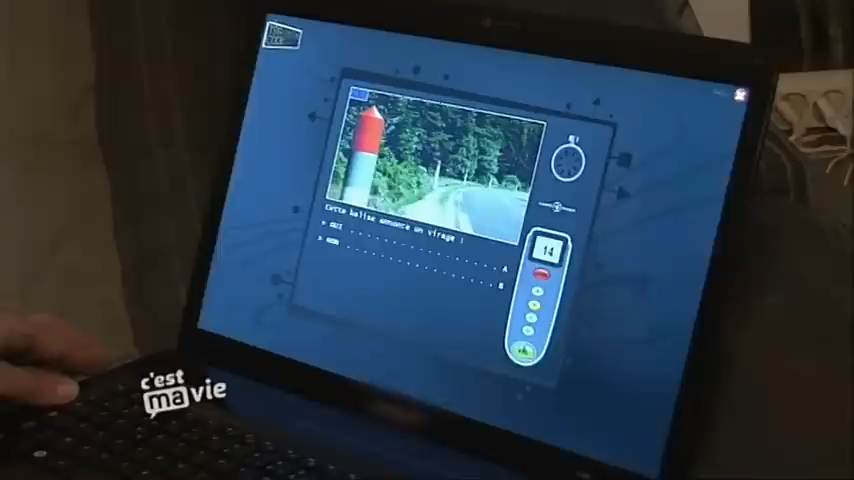 Cette balise annonce un virage :
> OUI . . . . . . . . . . . . . . . . A
> NON . . . . . . . . . . . . . . . . B
14
c'est
ma vie